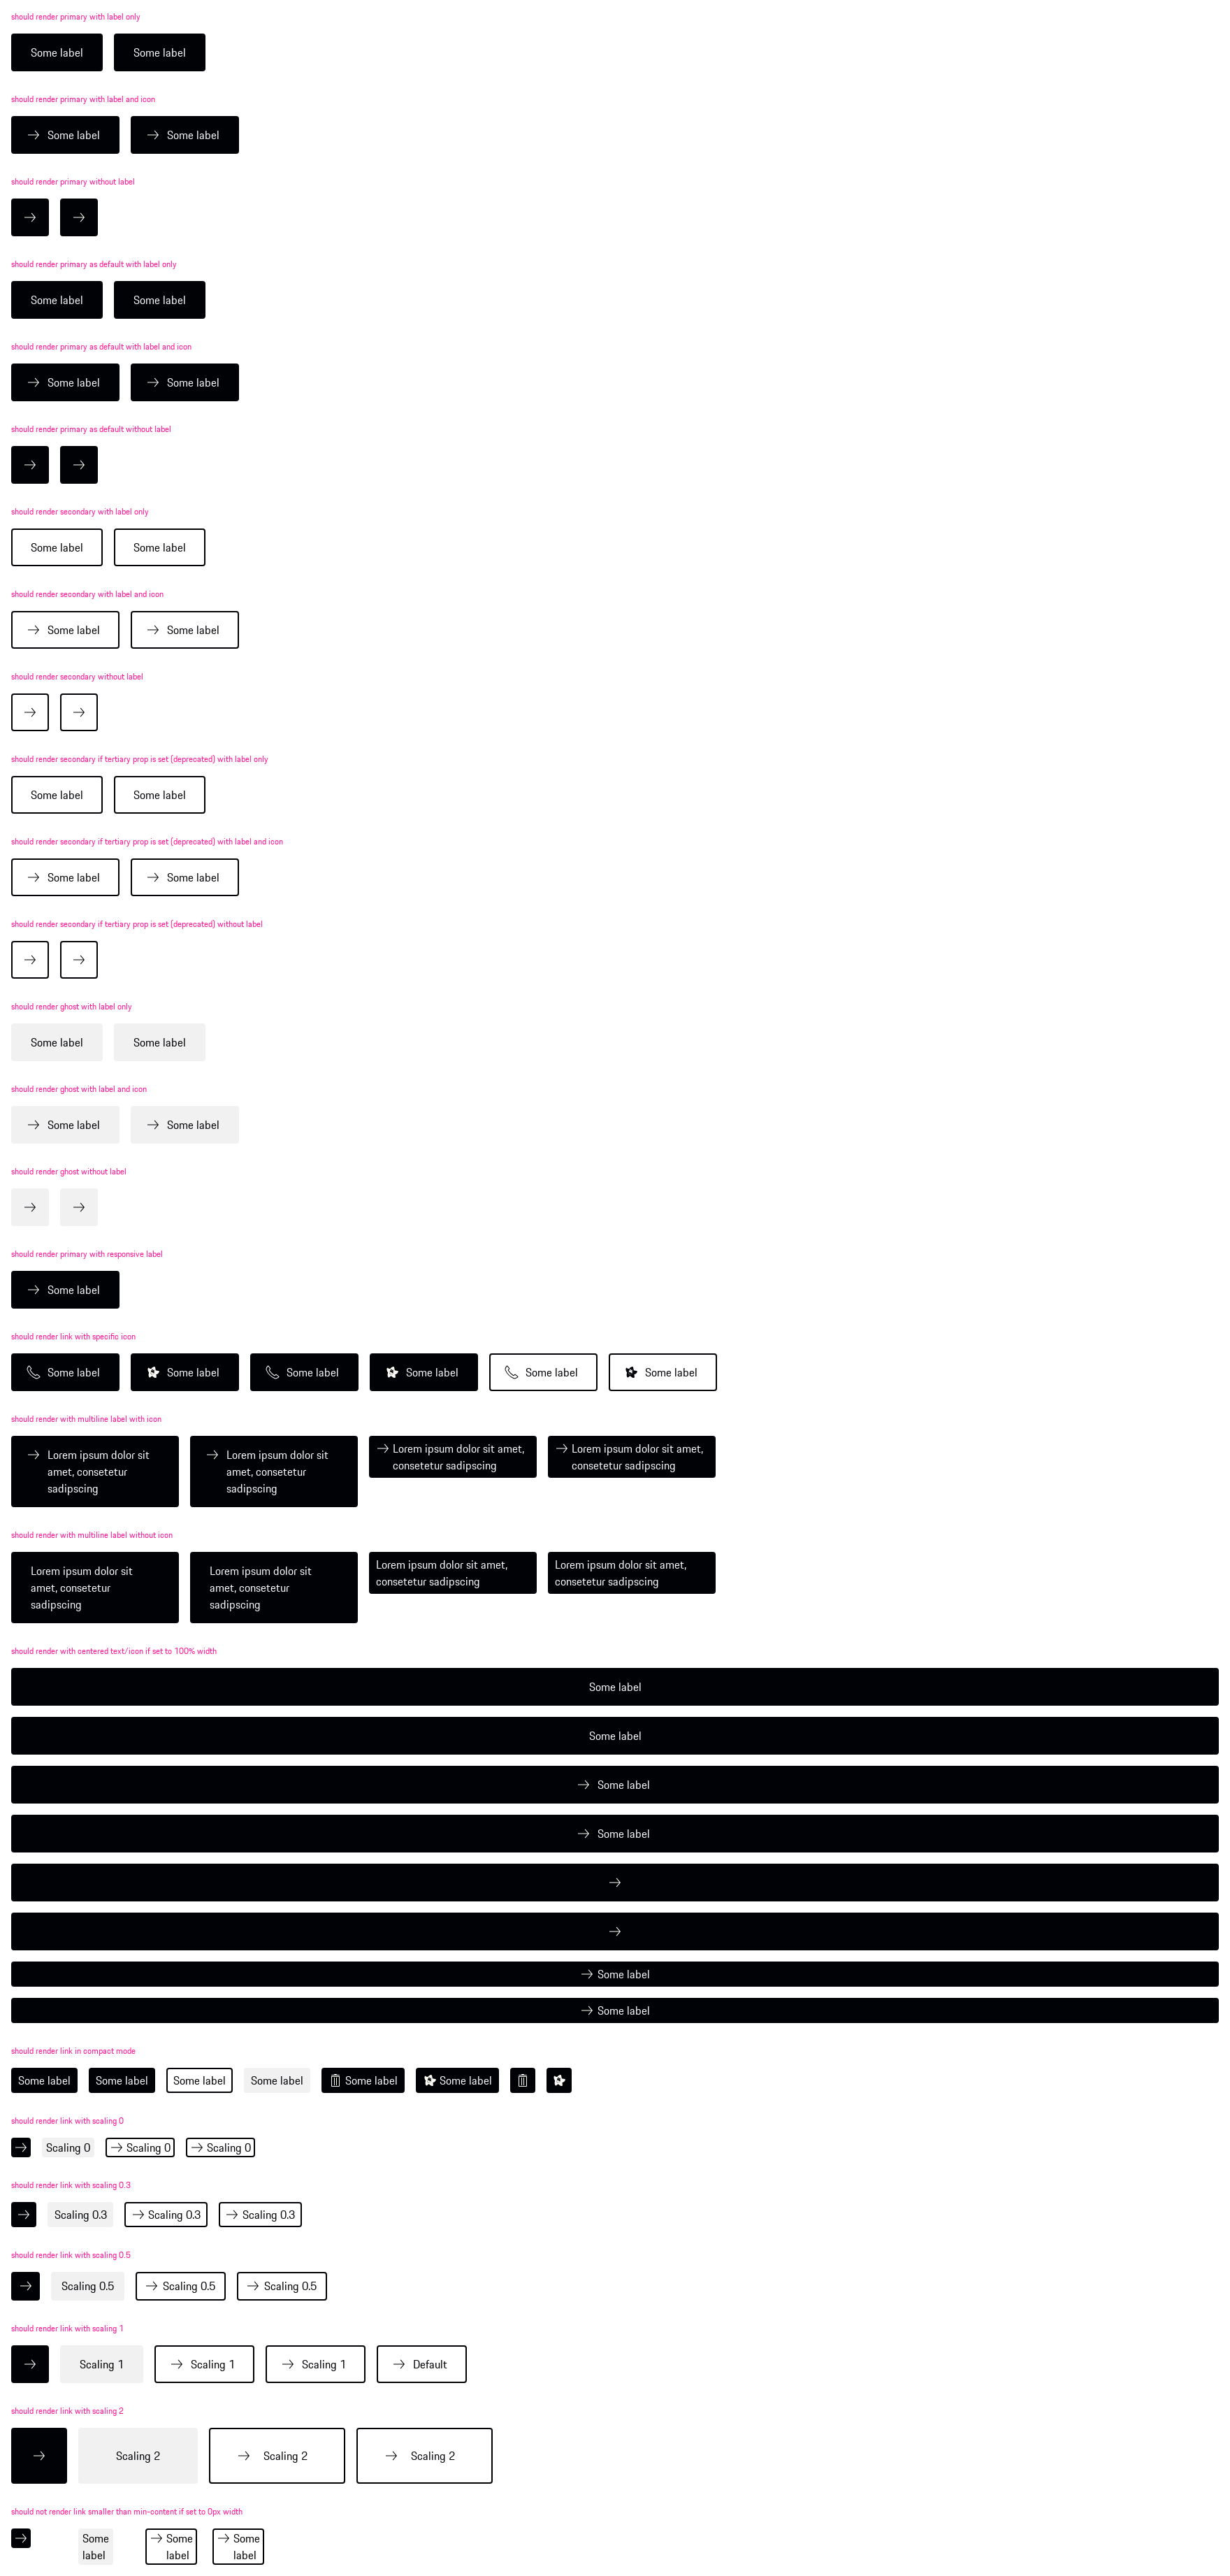 should render primary with label only
Some label Some label
should render primary with label and icon
Some label Some label
should render primary without label
should render primary as default with label only
Some label Some label
should render primary as default with label and icon
Some label Some label
should render primary as default without label
should render secondary with label only
Some label Some label
should render secondary with label and icon
Some label Some label
should render secondary without label
should render secondary if tertiary prop is set (deprecated) with label only
Some label Some label
should render secondary if tertiary prop is set (deprecated) with label and icon
Some label Some label
should render secondary if tertiary prop is set (deprecated) without label
should render ghost with label only
Some label Some label
should render ghost with label and icon
Some label Some label
should render ghost without label
should render primary with responsive label
Some label
should render link with specific icon
Some label Some label Some label Some label Some label Some label
should render with multiline label with icon
Lorem ipsum dolor sit
amet, consetetur
sadipscing
Lorem ipsum dolor sit
amet, consetetur
sadipscing
Lorem ipsum dolor sit amet,
consetetur sadipscing
Lorem ipsum dolor sit amet,
consetetur sadipscing
should render with multiline label without icon
Lorem ipsum dolor sit
amet, consetetur
sadipscing
Lorem ipsum dolor sit
amet, consetetur
sadipscing
Lorem ipsum dolor sit amet,
consetetur sadipscing
Lorem ipsum dolor sit amet,
consetetur sadipscing
should render with centered text/icon if set to 100% width
Some label
Some label
Some label
Some label
Some label
Some label
should render link in compact mode
Some label Some label Some label Some label Some label Some label
should render link with scaling 0
Scaling 0 Scaling 0 Scaling 0
should render link with scaling 0.3
Scaling 0.3 Scaling 0.3 Scaling 0.3
should render link with scaling 0.5
Scaling 0.5 Scaling 0.5 Scaling 0.5
should render link with scaling 1
Scaling 1 Scaling 1 Scaling 1 Default
should render link with scaling 2
Scaling 2 Scaling 2 Scaling 2
should not render link smaller than min-content if set to 0px width
Some
label
Some
label
Some
label